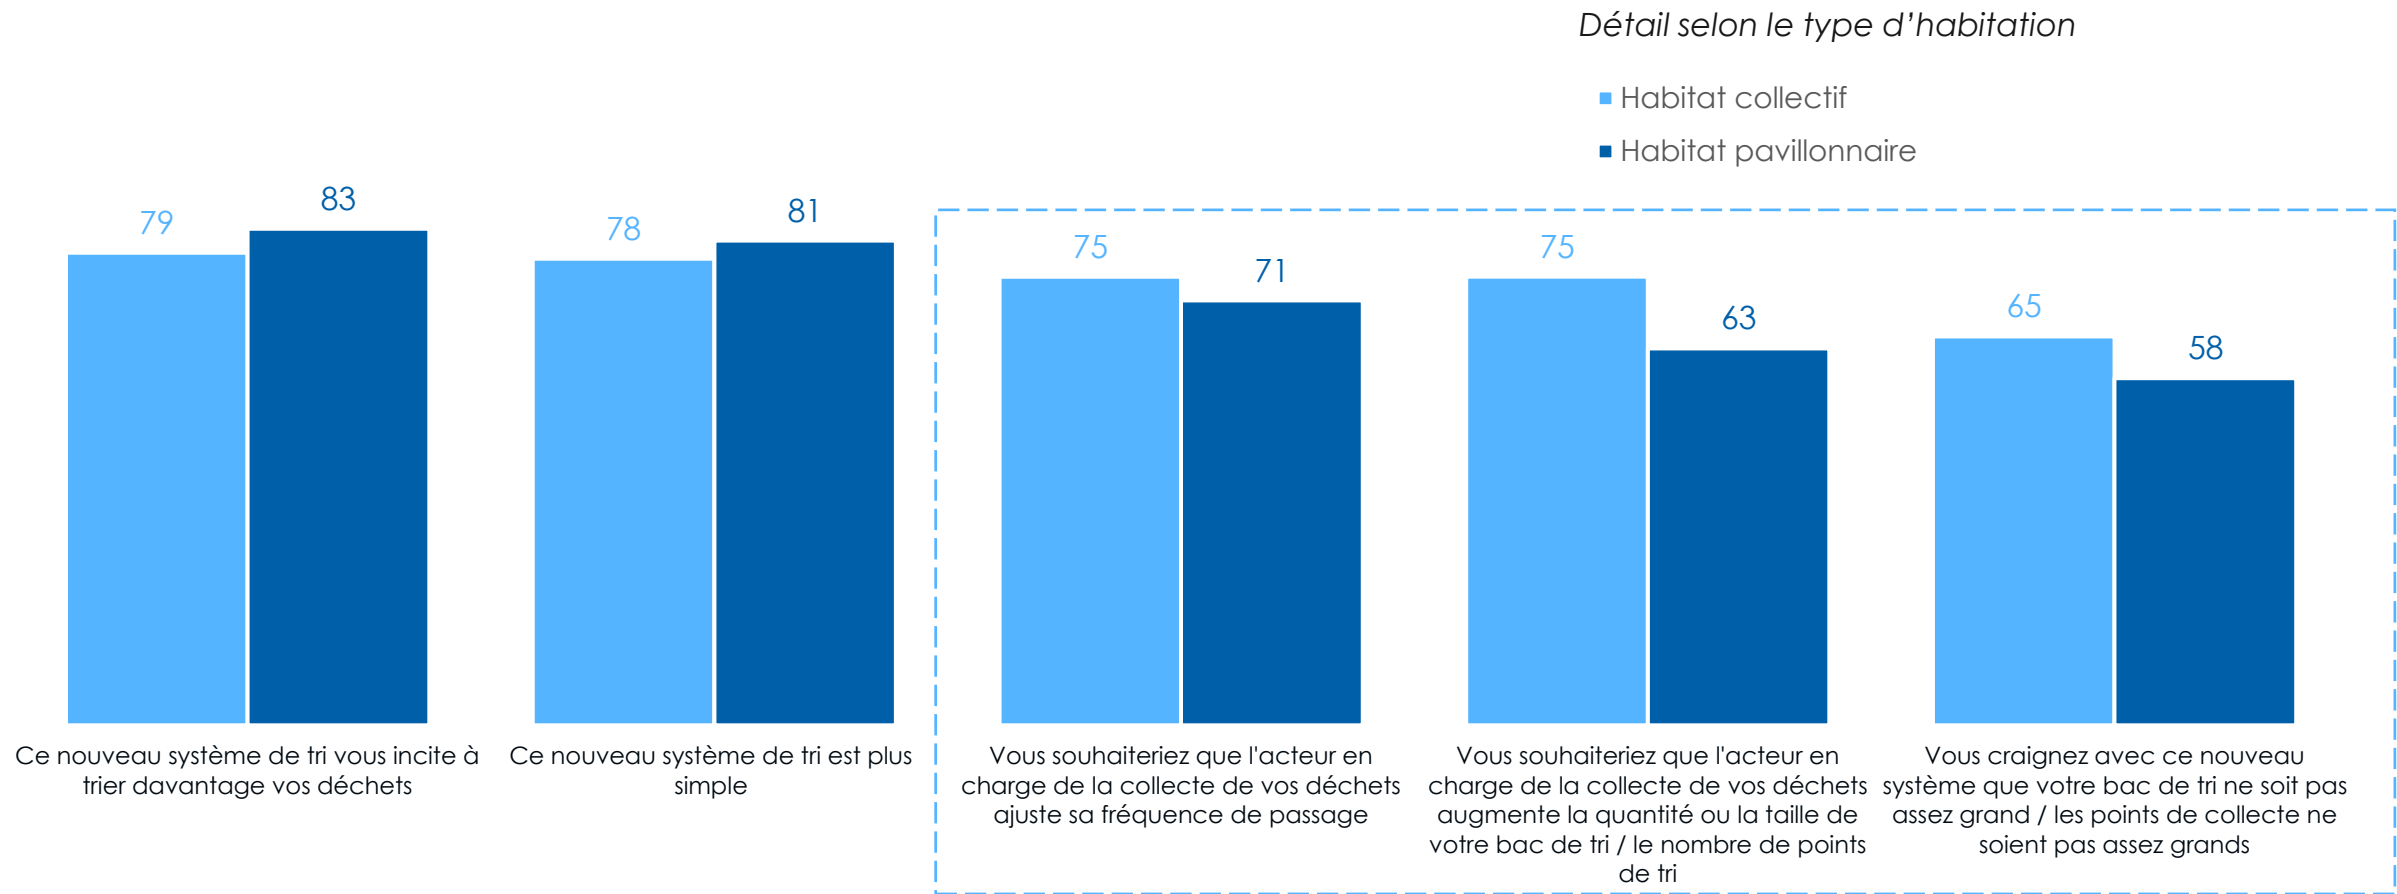 Détail selon le type d’habitation
Habitat collectif
Habitat pavillonnaire
79
83
78
81
75
71
75
63
65
58
Ce nouveau système de tri vous incite à
trier davantage vos déchets
Ce nouveau système de tri est plus
simple
Vous souhaiteriez que l'acteur en
charge de la collecte de vos déchets
ajuste sa fréquence de passage
Vous souhaiteriez que l'acteur en
charge de la collecte de vos déchets
augmente la quantité ou la taille de
votre bac de tri / le nombre de points
de tri
Vous craignez avec ce nouveau
système que votre bac de tri ne soit pas
assez grand / les points de collecte ne
soient pas assez grands